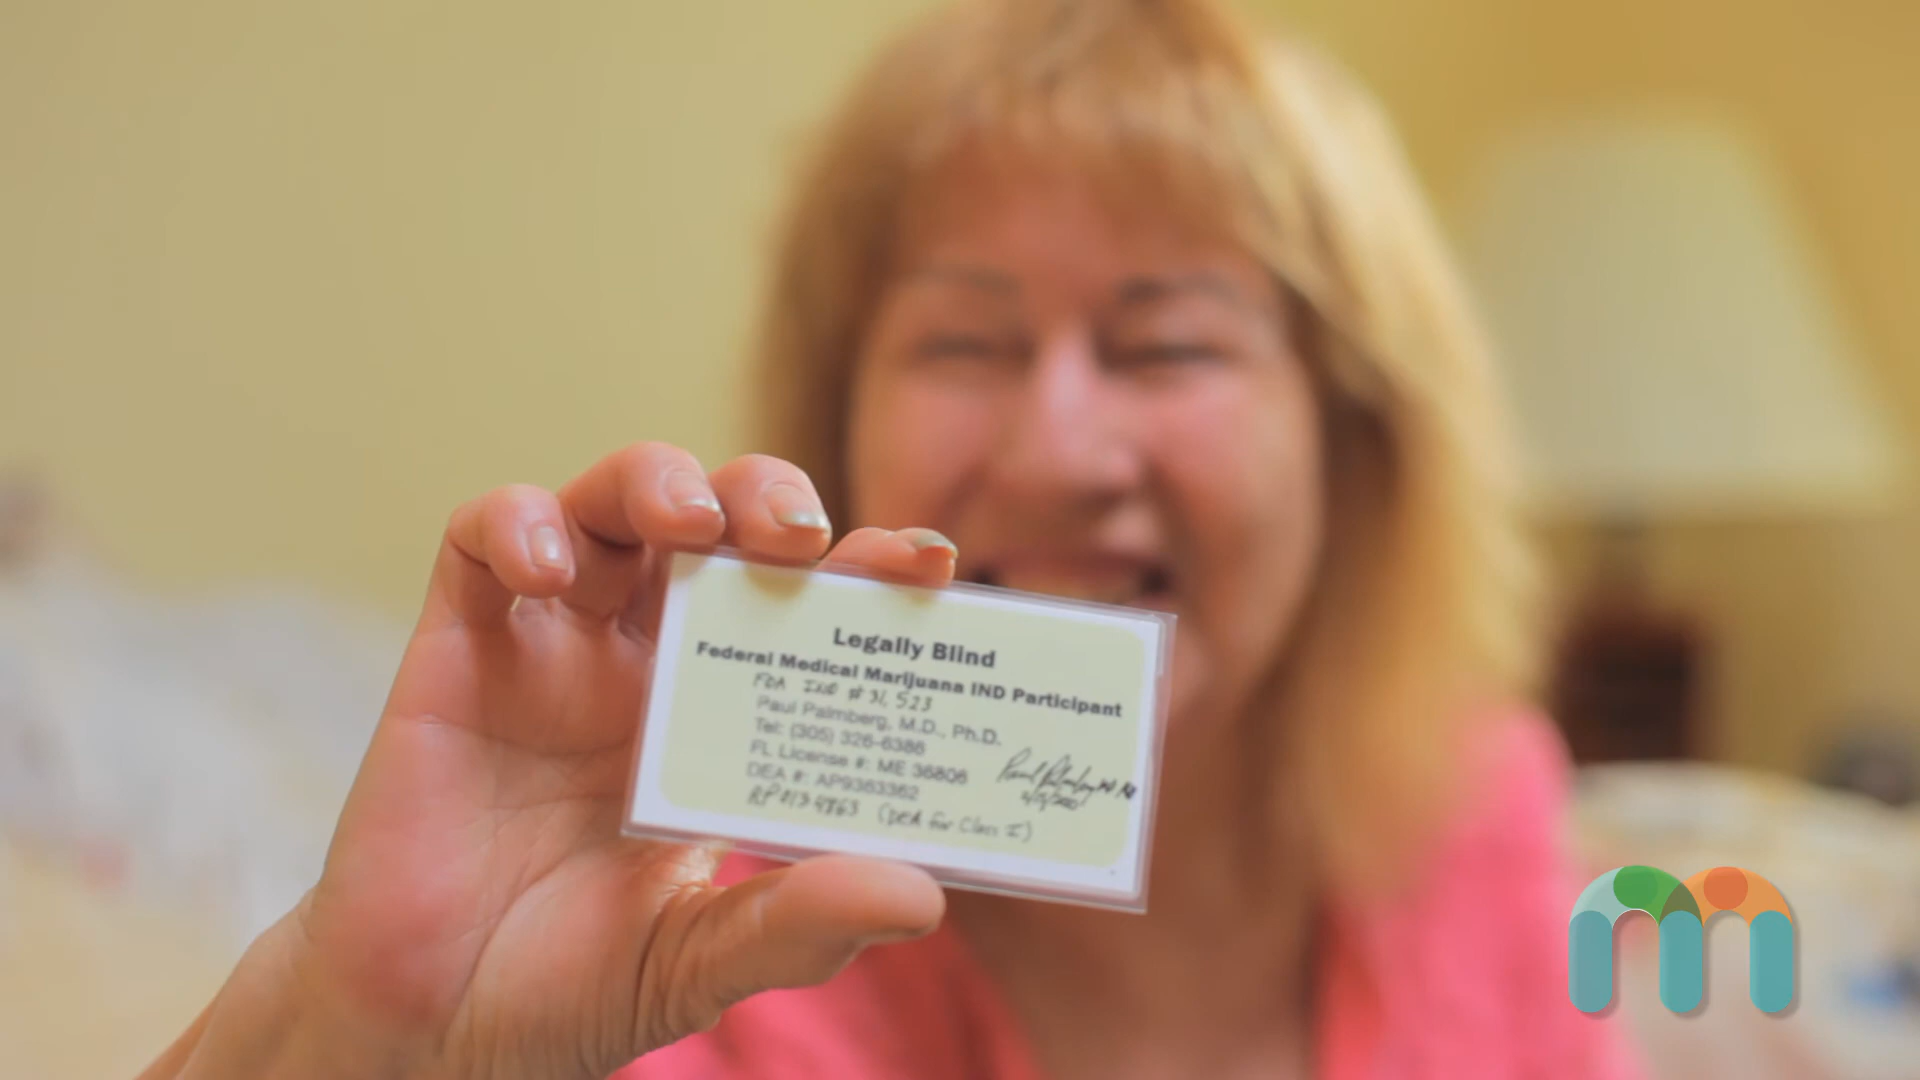 Legally Blind
Federal Medical Marijuana IND Participant
FDA IND # 31,523
Paul Palmberg, M.D., Ph.D.
Tel: (305) 326-6386
FL License #: ME 36806
DEA #: AP9363362
(DEA for Class I)